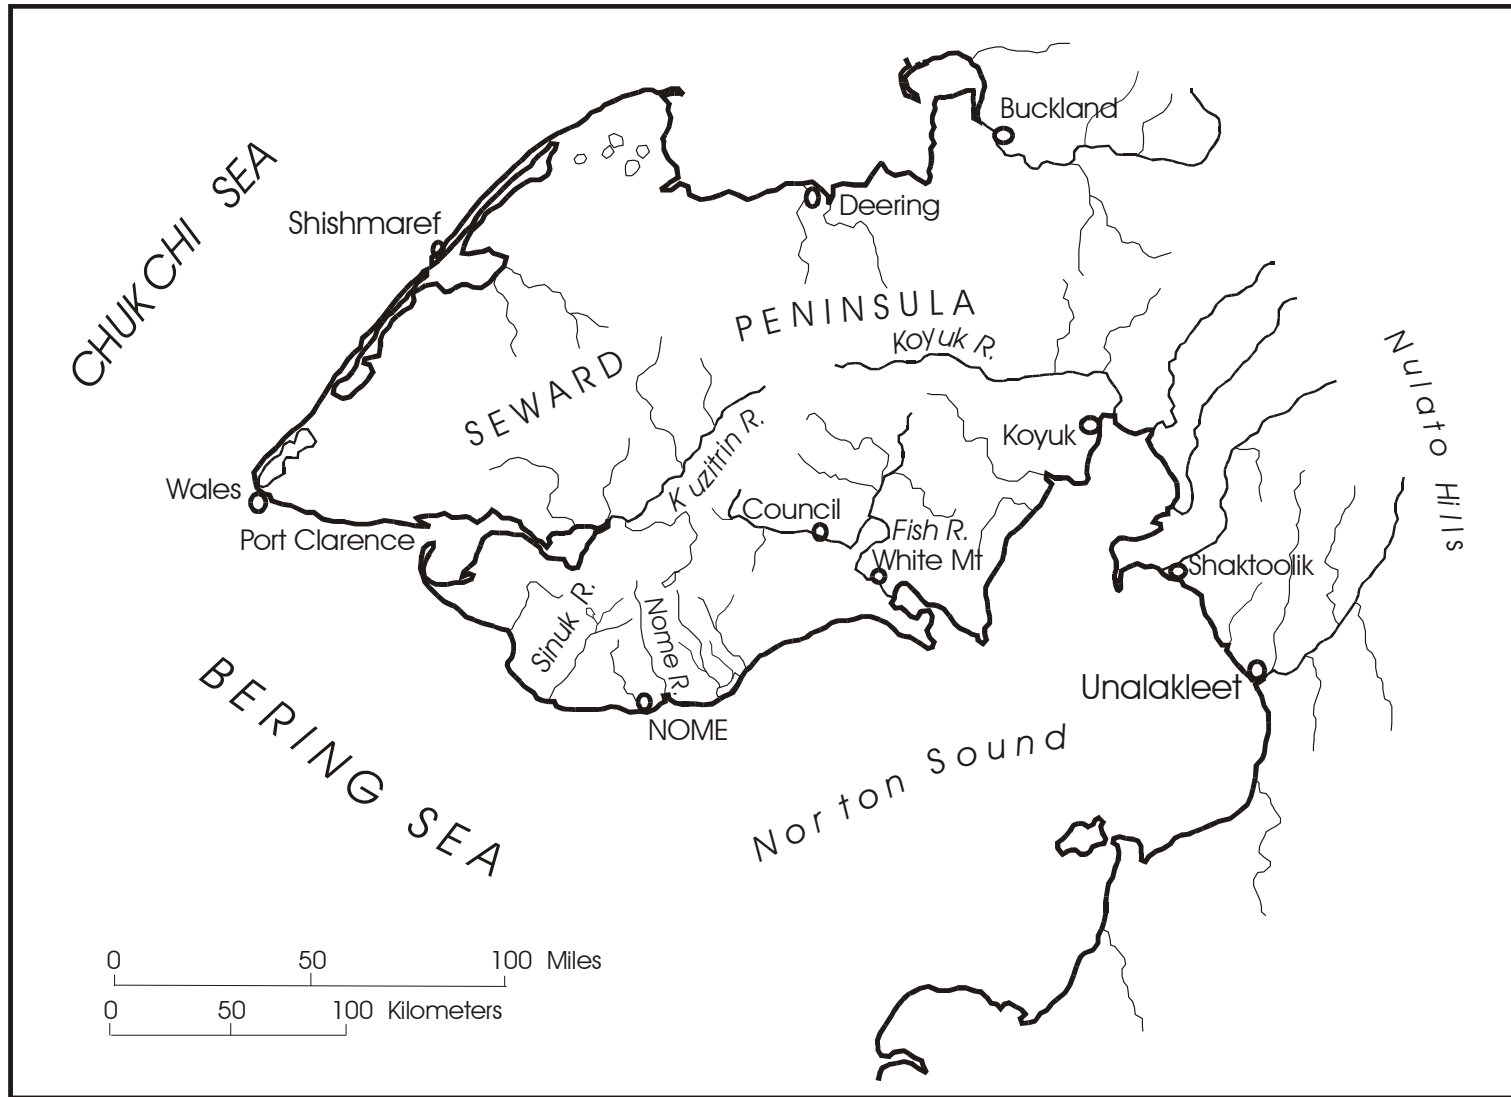 Buckland
CHUKCHI SEA
Deering
Shishmaref
PENINSULA
Koyuk R.
SEWARD
Nulato Hills
Kuzitrin R.
Koyuk
Wales
Council
Port Clarence
Fish R.
White Mt
Shaktoolik
Sinuk R.
Nome R.
BERING SEA
Unalakleet
NOME
Norton Sound
0 50 100 Miles
0 50 100 Kilometers